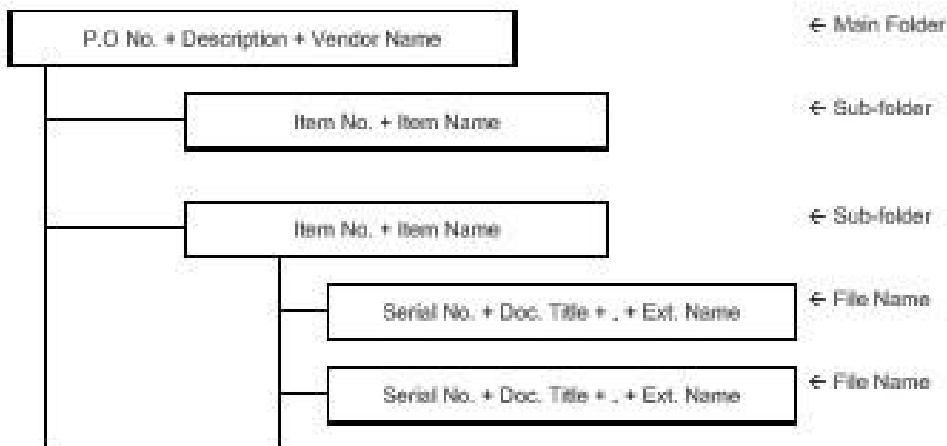 P.O No. + Description + Vendor Name ← Main Folder
Item No. + Item Name ← Sub-folder
Item No. + Item Name ← Sub-folder
Serial No. + Doc. Title + . + Ext. Name ← File Name
Serial No. + Doc. Title + . + Ext. Name ← File Name